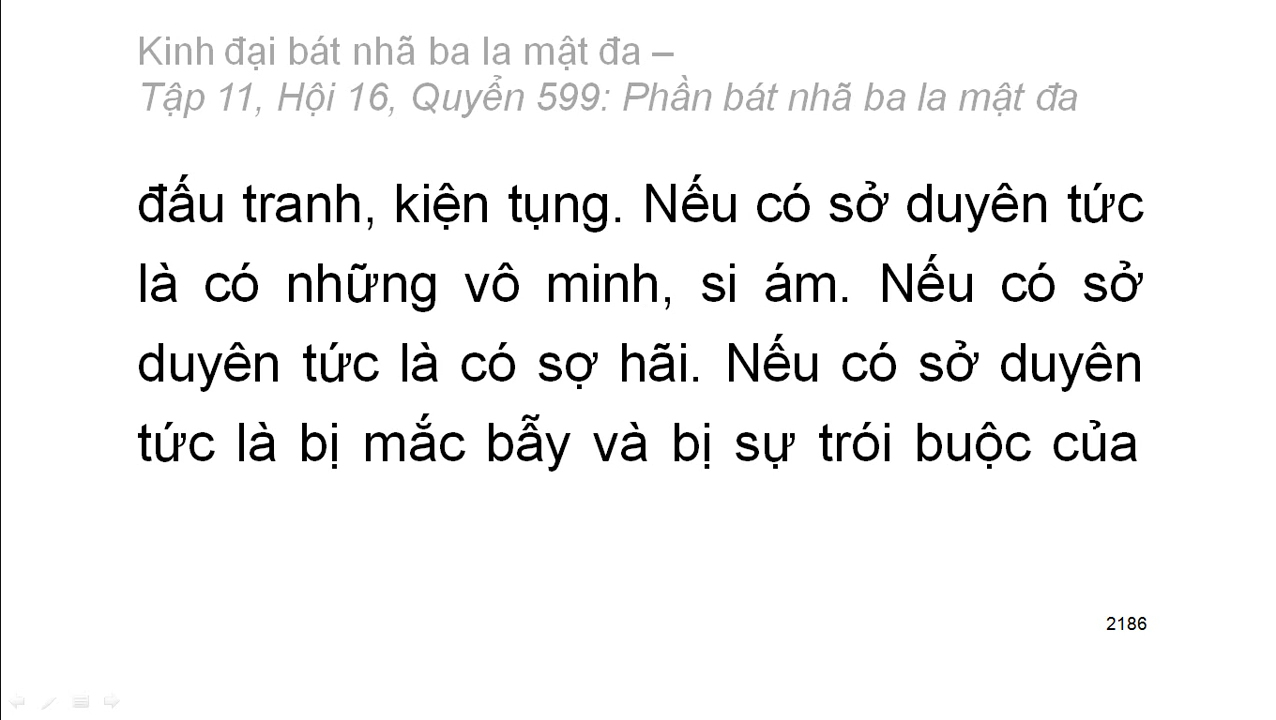 Kinh đại bát nhã ba la mật đa –
Tập 11, Hội 16, Quyển 599: Phần bát nhã ba la mật đa
đấu tranh, kiện tụng. Nếu có sở duyên tức
là có những vô minh, si ám. Nếu có sở
duyên tức là có sợ hãi. Nếu có sở duyên
tức là bị mắc bẫy và bị sự trói buộc của
2186